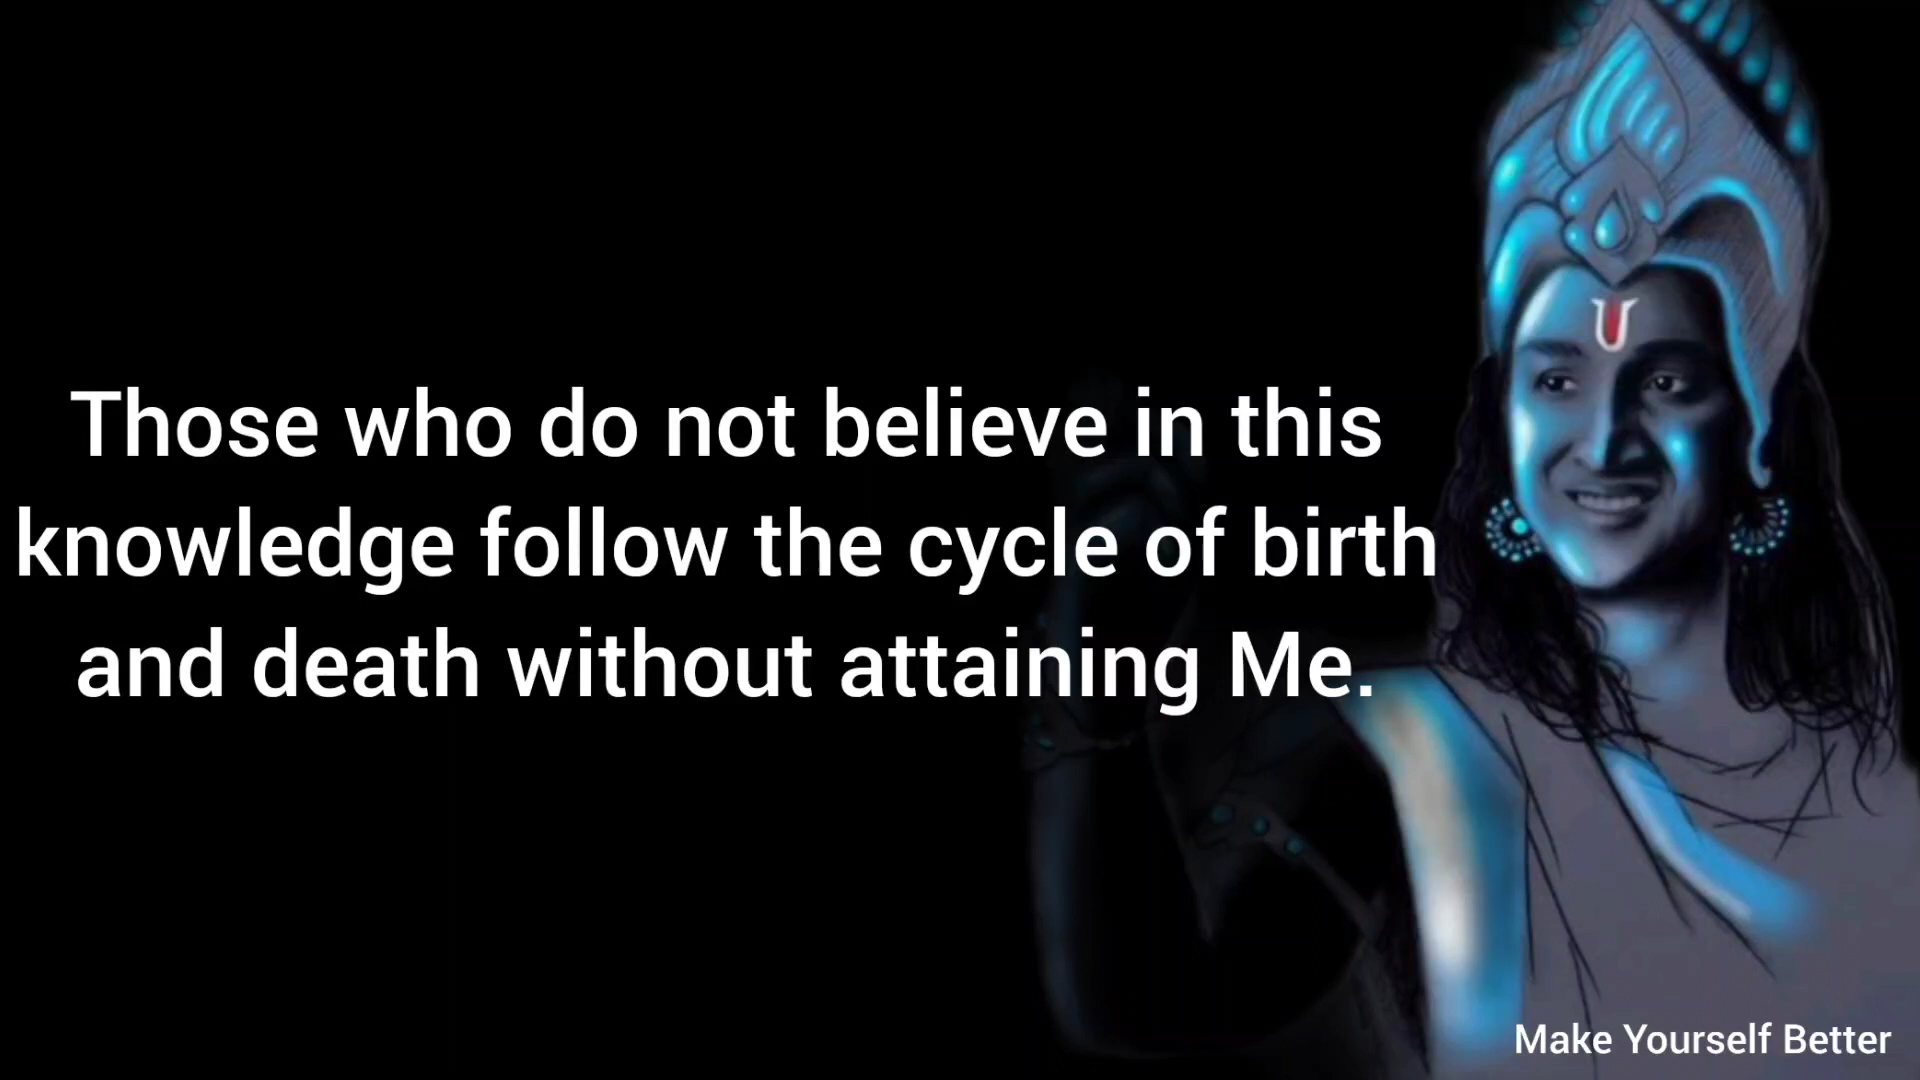 Those who do not believe in this
knowledge follow the cycle of birth
and death without attaining Me.
Make Yourself Better